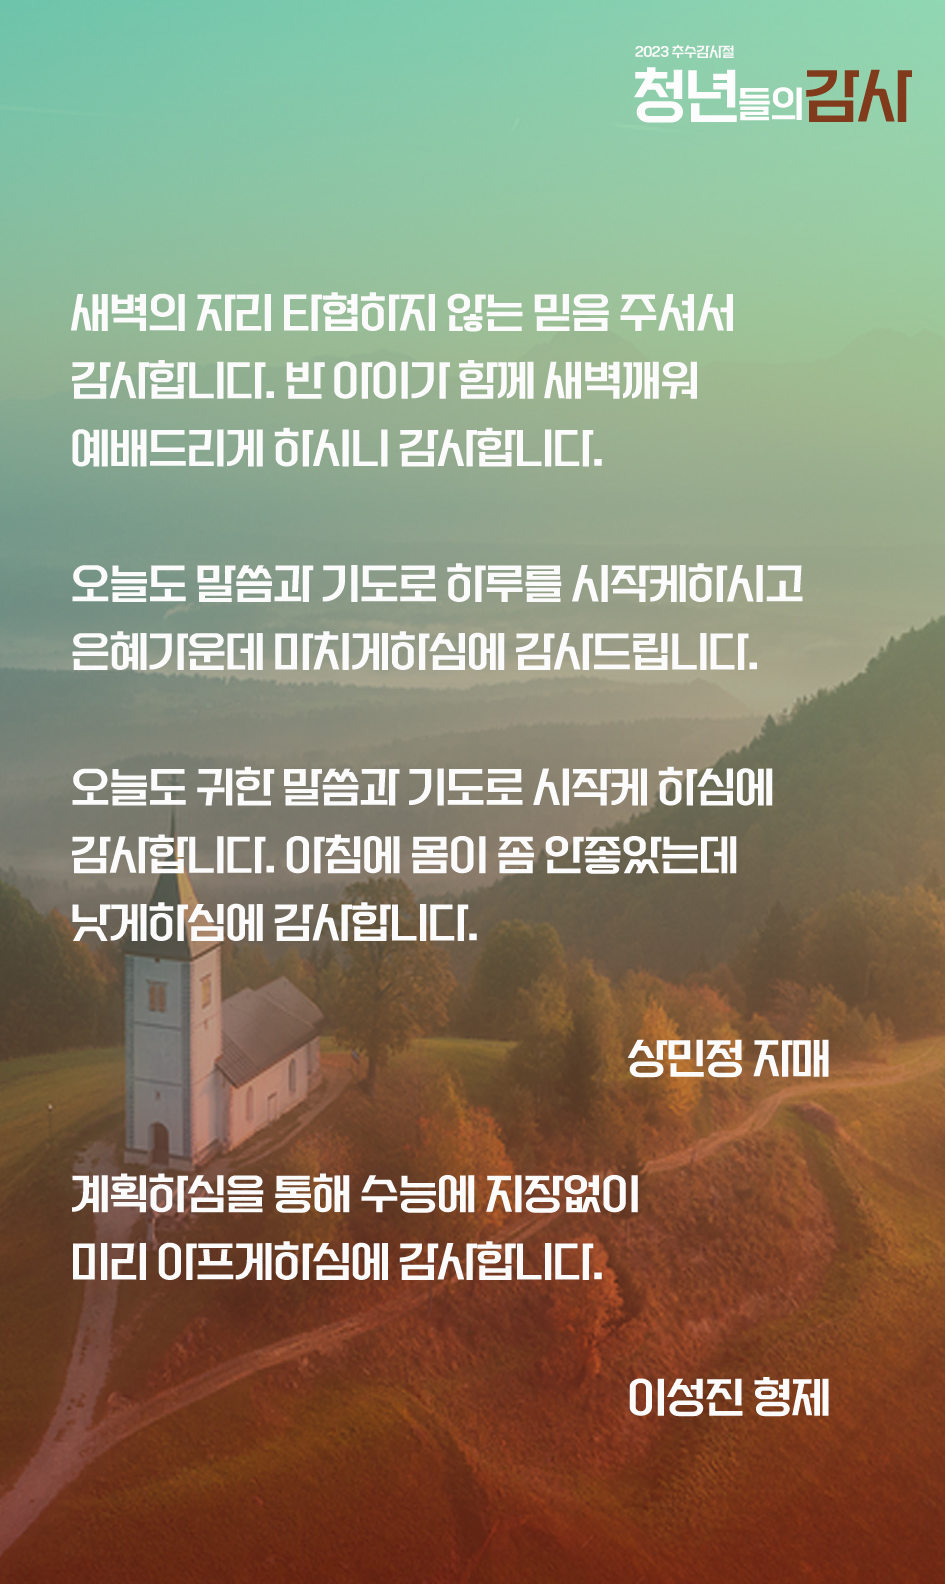 2023 추수감사절
청년들의감사
새벽의 자리 타협하지 않는 믿음 주셔서
감사합니다. 반 아이가 함께 새벽깨워
예배드리게 하시니 감사합니다.
오늘도 말씀과 기도로 하루를 시작케하시고
은혜가운데 마치게하심에 감사드립니다.
오늘도 귀한 말씀과 기도로 시작케 하심에
감사합니다. 아침에 몸이 쫌 안좋았는데
낫게하심에 감사합니다.
상민정 자매
계획하심을 통해 수능에 지장없이
미리 아프게하심에 감사합니다.
이성진 형제